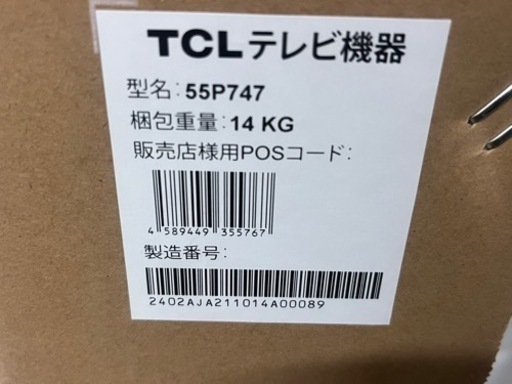 TCLテレビ機器
型名: 55P747
梱包重量: 14 KG
販売店様用POSコード:
4 589449 355767
製造番号:
2402AJA211014A00089